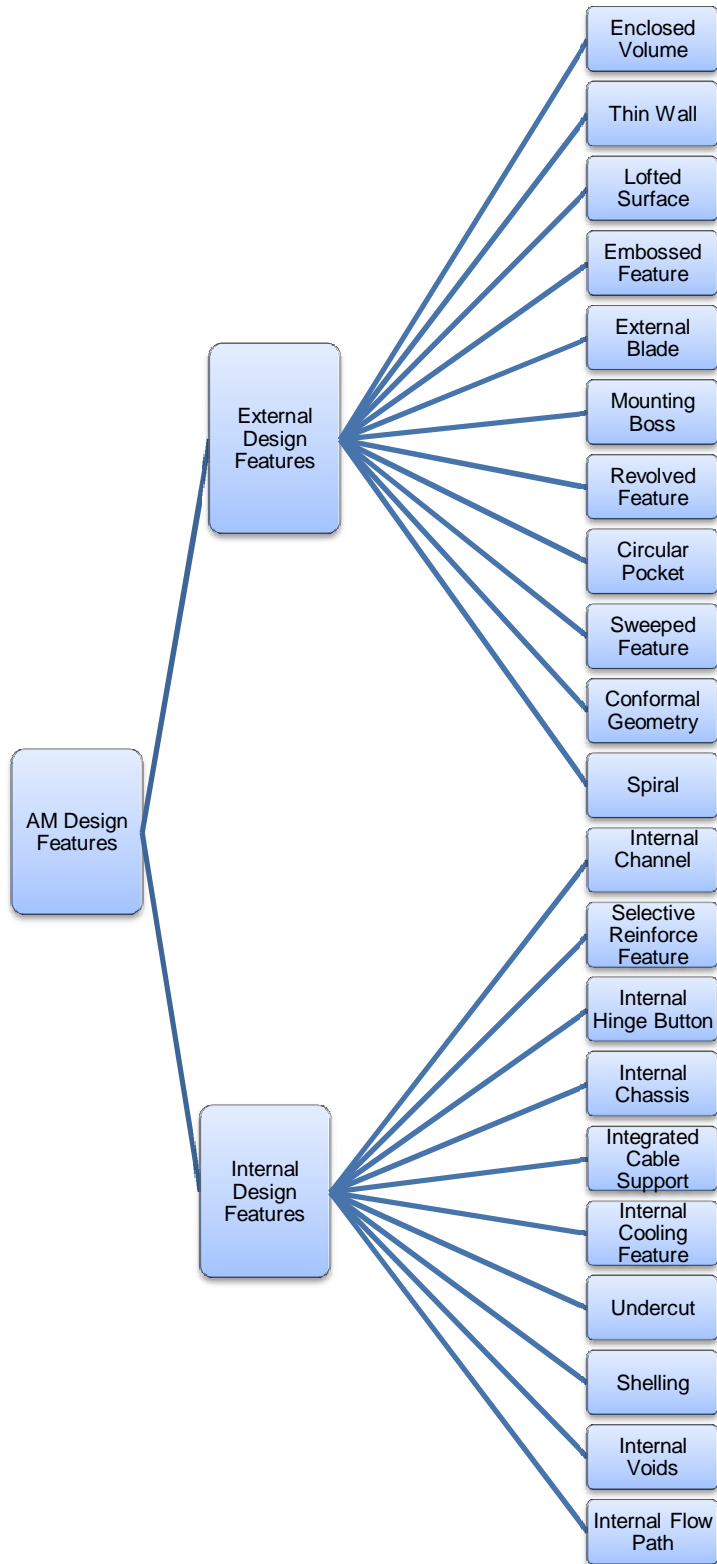 Enclosed
Volume
Thin Wall
Lofted
Surface
Embossed
Feature
External
Blade
Mounting
Boss
Revolved
Feature
Circular
Pocket
Sweeped
Feature
Conformal
Geometry
Spiral
External
Design
Features
AM Design
Features
Internal
Design
Features
Internal
Channel
Selective
Reinforce
Feature
Internal
Hinge Button
Internal
Chassis
Integrated
Cable
Support
Internal
Cooling
Feature
Undercut
Shelling
Internal
Voids
Internal Flow
Path